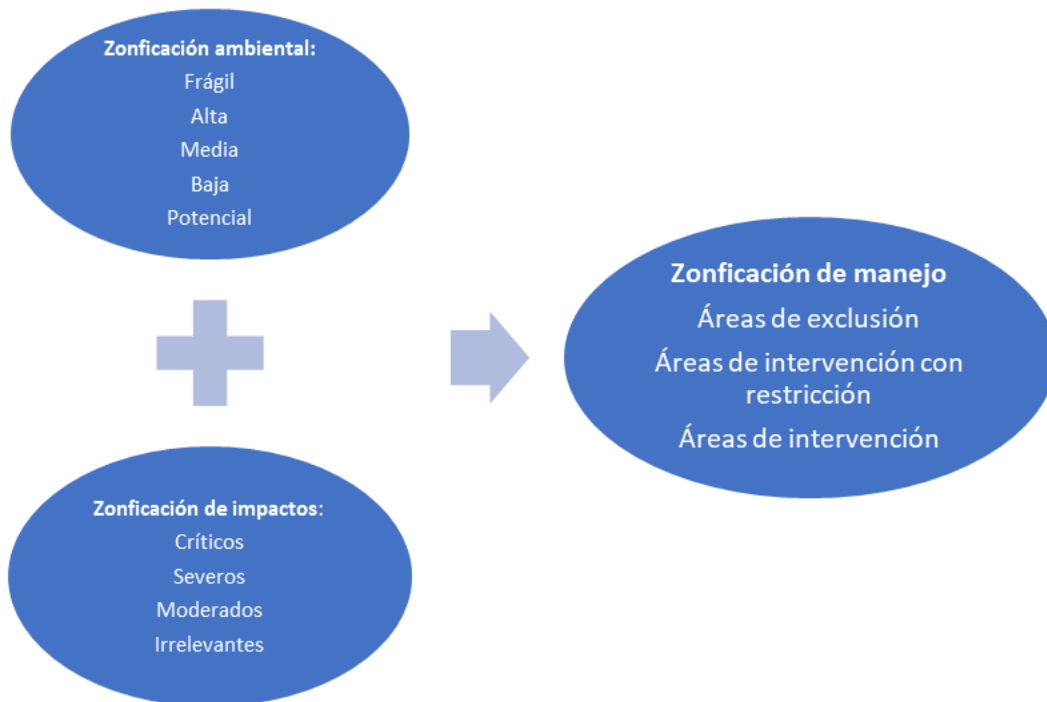 Zonficación ambiental:
Frágil
Alta
Media
Baja
Potencial
Zonficación de impactos:
Críticos
Severos
Moderados
Irrelevantes
Zonficación de manejo
Áreas de exclusión
Áreas de intervención con
restricción
Áreas de intervención